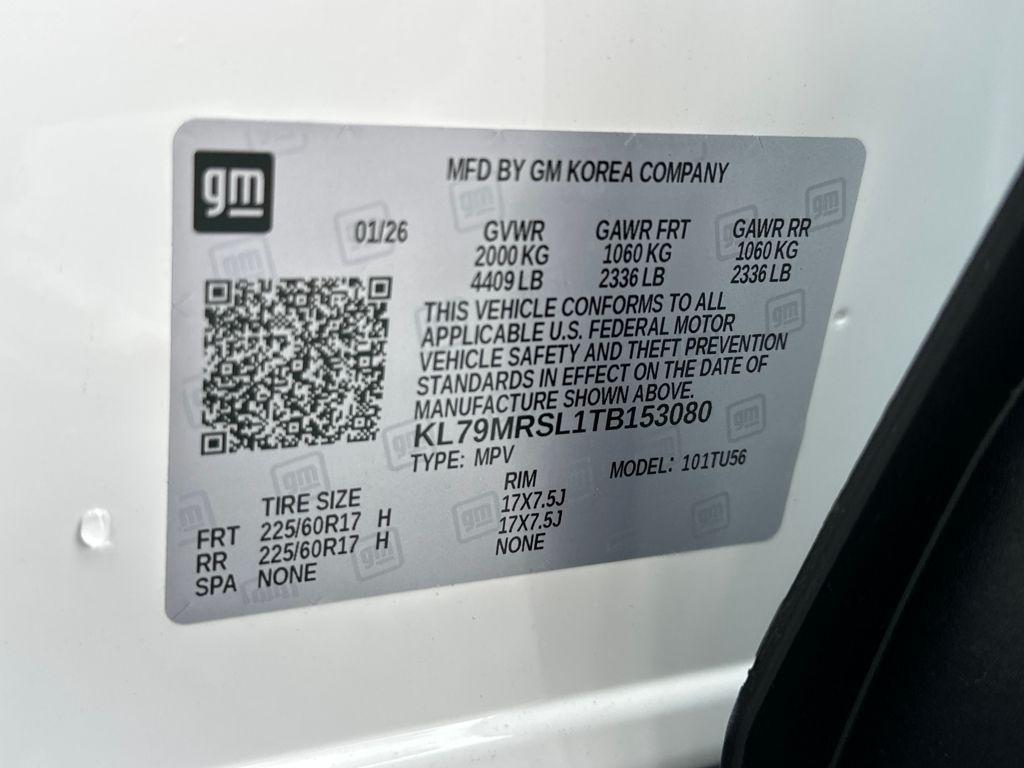 gm
MFD BY GM KOREA COMPANY
01/26 GVWR GAWR FRT GAWR RR
2000 KG 1060 KG 1060 KG
4409 LB 2336 LB 2336 LB
THIS VEHICLE CONFORMS TO ALL
APPLICABLE U.S. FEDERAL MOTOR
VEHICLE SAFETY AND THEFT PREVENTION
STANDARDS IN EFFECT ON THE DATE OF
MANUFACTURE SHOWN ABOVE.
KL79MRSL1TB153080
TYPE: MPV MODEL: 101TU56
TIRE SIZE RIM
FRT 225/60R17 H 17X7.5J
RR 225/60R17 H 17X7.5J
SPA NONE NONE